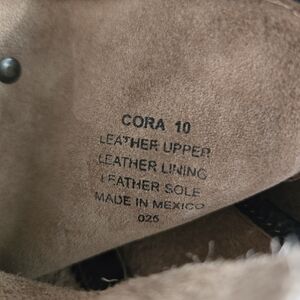 CORA 10
LEATHER UPPER
LEATHER LINING
LEATHER SOLE
MADE IN MEXICO
025